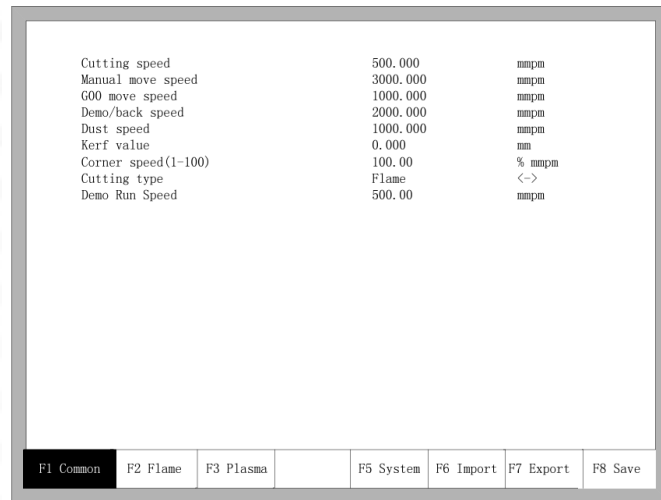 Cutting speed 500.000 mmpm
Manual move speed 3000.000 mmpm
G00 move speed 1000.000 mmpm
Demo/back speed 2000.000 mmpm
Dust speed 1000.000 mmpm
Kerf value 0.000 mm
Corner speed(1-100) 100.00 % mmpm
Cutting type Flame <->
Demo Run Speed 500.00 mmpm
F1 Common F2 Flame F3 Plasma F5 System F6 Import F7 Export F8 Save